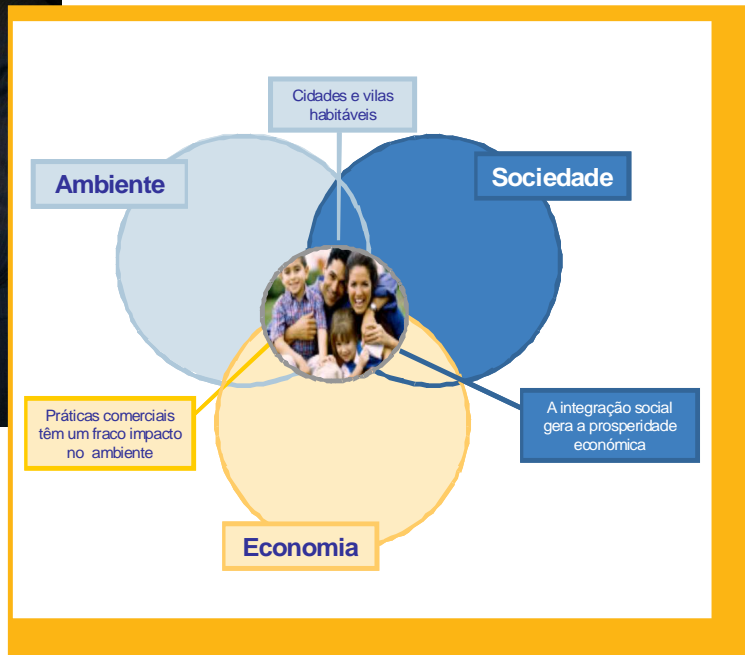 Cidades e vilas
habitáveis
Ambiente
Sociedade
Práticas comerciais
têm um fraco impacto
no ambiente
A integração social
gera a prosperidade
económica
Economia